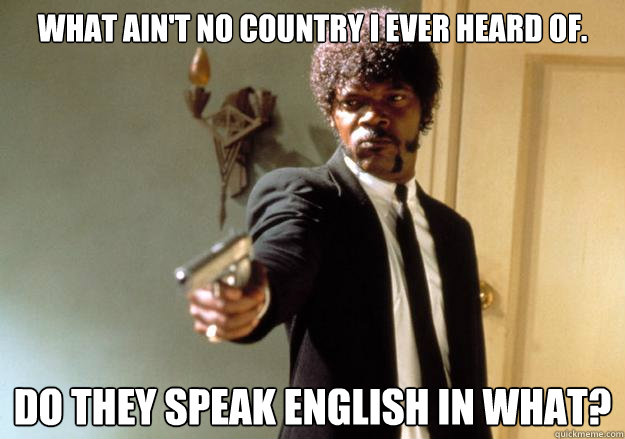 WHAT AIN'T NO COUNTRY I EVER HEARD OF.
DO THEY SPEAK ENGLISH IN WHAT?
quickmeme.com